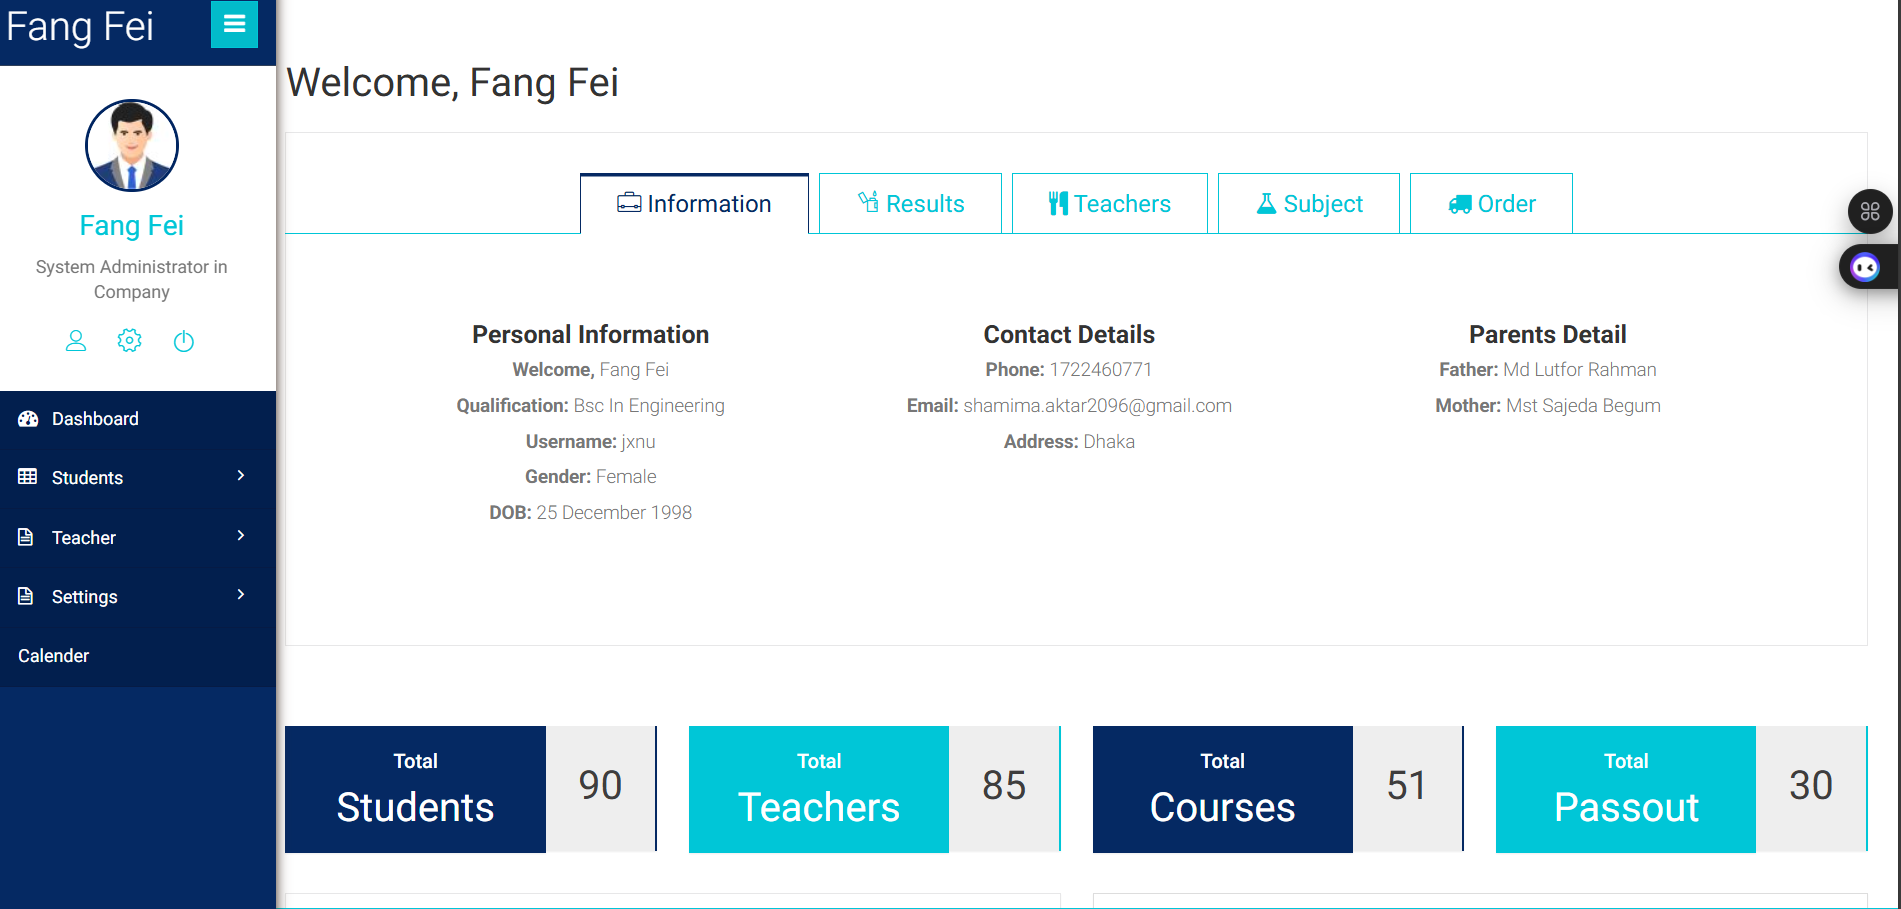 Fang Fei
Fang Fei
System Administrator in
Company
Dashboard
Students
Teacher
Settings
Calender
Welcome, Fang Fei
Information
Results
Teachers
Subject
Order
Personal Information
Welcome, Fang Fei
Qualification: Bsc In Engineering
Username: jxnu
Gender: Female
DOB: 25 December 1998
Contact Details
Phone: 1722460771
Email: shamima.aktar2096@gmail.com
Address: Dhaka
Parents Detail
Father: Md Lutfor Rahman
Mother: Mst Sajeda Begum
Total
Students
90
Total
Teachers
85
Total
Courses
51
Total
Passout
30